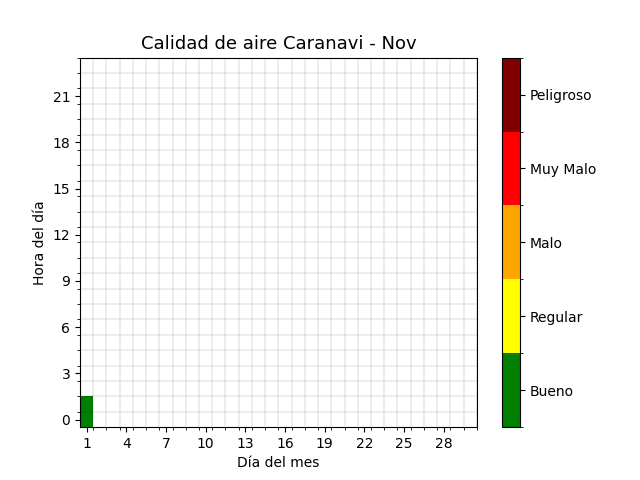 Calidad de aire Caranavi - Nov
Hora del día
21
18
15
12
9
6
3
0
1 4 7 10 13 16 19 22 25 28
Día del mes
Peligroso
Muy Malo
Malo
Regular
Bueno